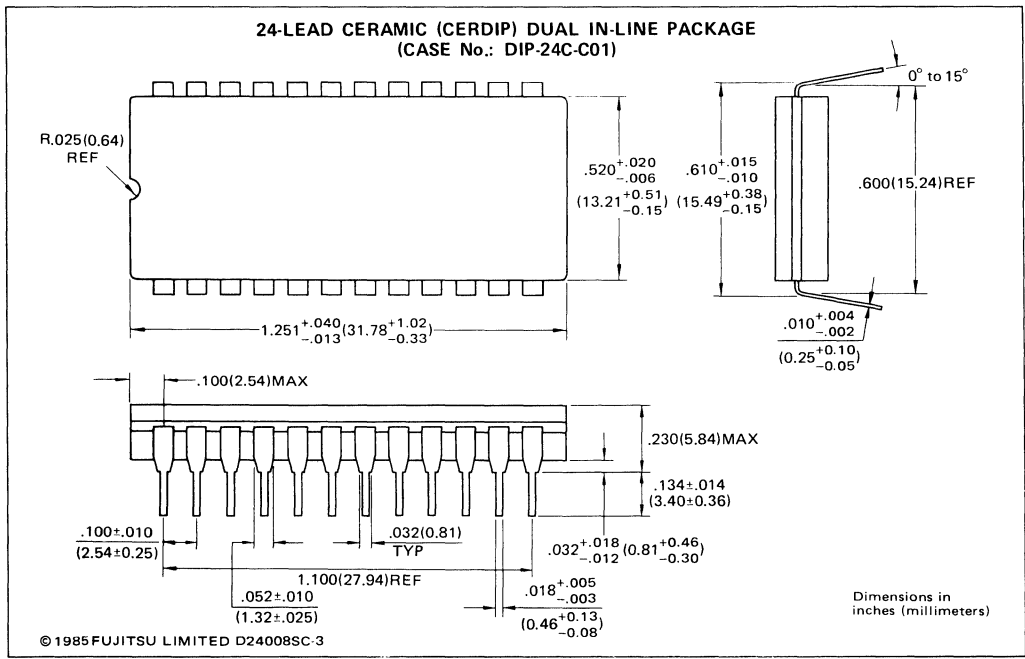 24-LEAD CERAMIC (CERDIP) DUAL IN-LINE PACKAGE
(CASE No.: DIP-24C-C01)
R.025(0.64)
REF
.520+.020
-.006
(13.21+0.51
-0.15)
.610+.015
-.010
(15.49+0.38
-0.15)
0° to 15°
.600(15.24)REF
1.251+.040
-.013(31.78+1.02
-0.33)
.010+.004
-.002
(0.25+0.10
-0.05)
.100(2.54)MAX
.230(5.84)MAX
.134±.014
(3.40±0.36)
.100±.010
(2.54±0.25)
.032(0.81)
TYP
.032+.018
-.012(0.81+0.46
-0.30)
1.100(27.94)REF
.052±.010
(1.32±.025)
.018+.005
-.003
(0.46+0.13
-0.08)
Dimensions in
inches (millimeters)
©1985 FUJITSU LIMITED D24008SC-3